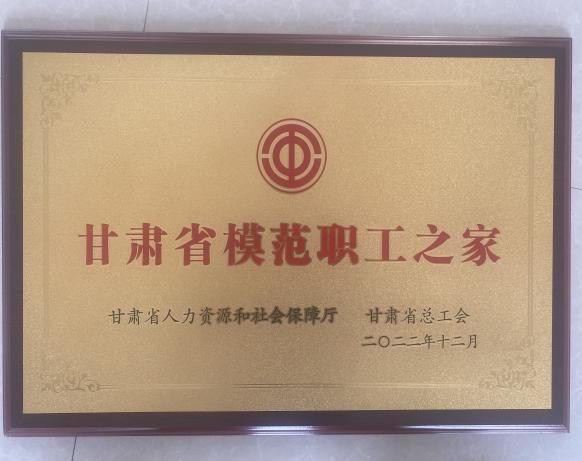 甘肃省模范职工之家
甘肃省人力资源和社会保障厅 甘肃省总工会
二〇二二年十二月